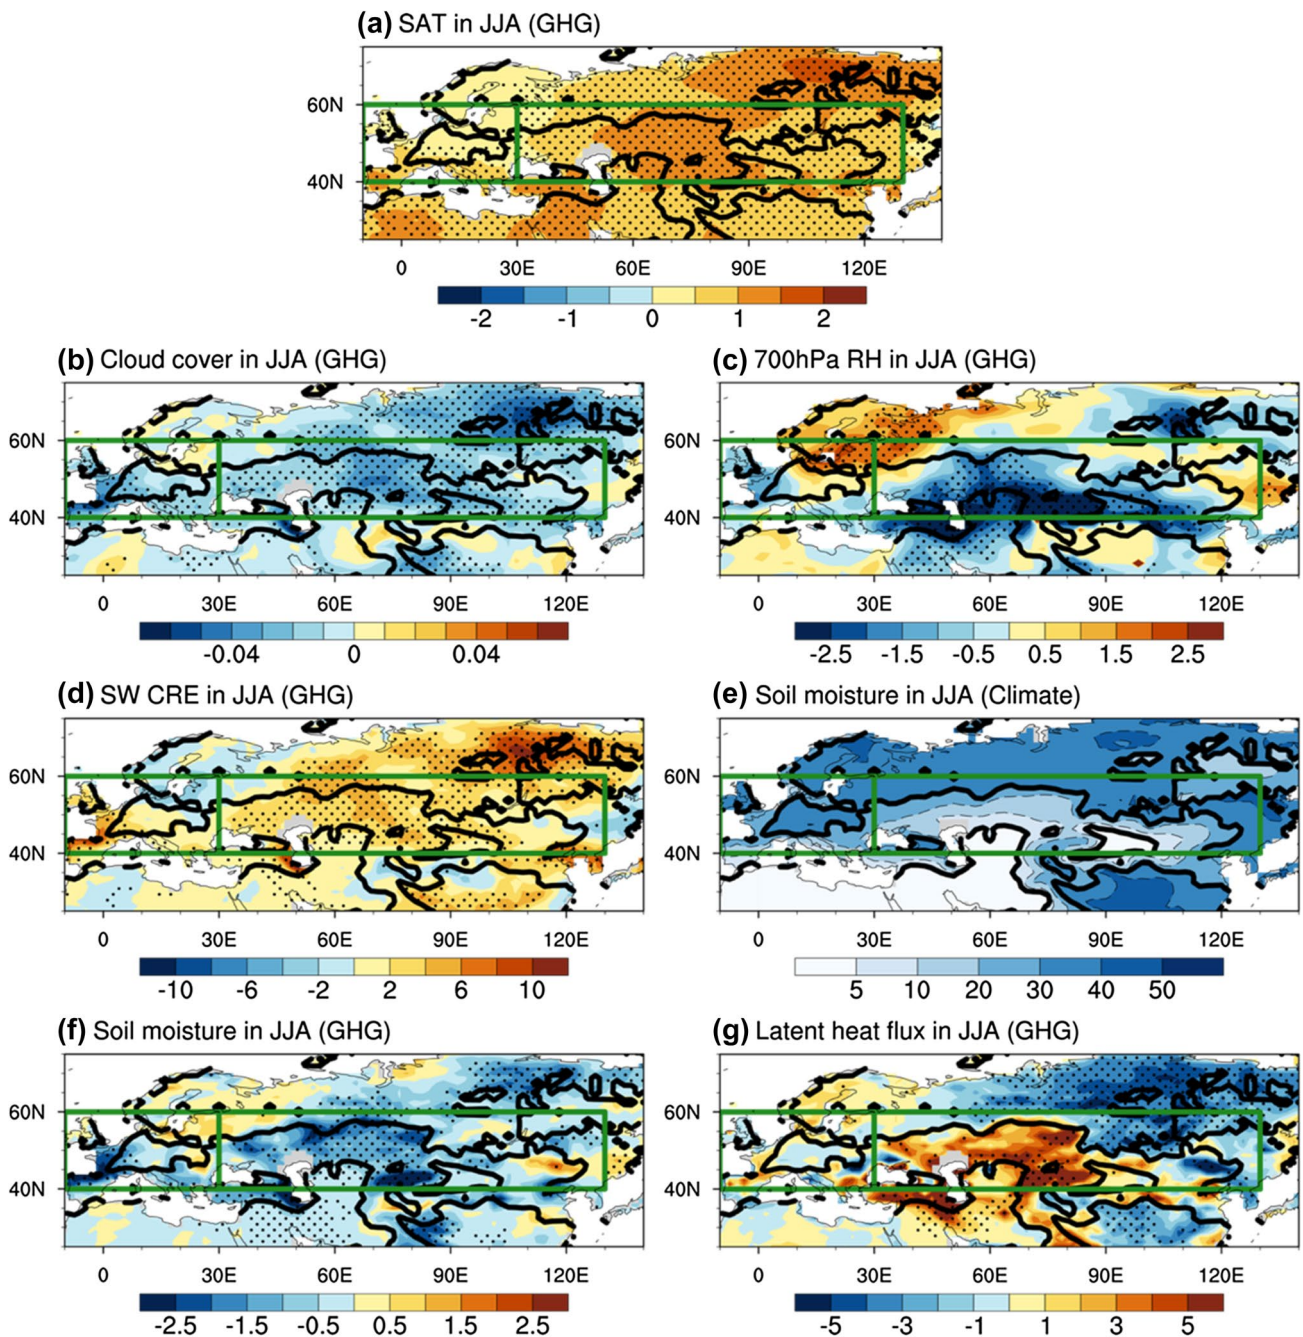 (a) SAT in JJA (GHG)
60N
40N
0 30E 60E 90E 120E
-2 -1 0 1 2
(b) Cloud cover in JJA (GHG)
60N
40N
0 30E 60E 90E 120E
-0.04 0 0.04
(c) 700hPa RH in JJA (GHG)
60N
40N
0 30E 60E 90E 120E
-2.5 -1.5 -0.5 0.5 1.5 2.5
(d) SW CRE in JJA (GHG)
60N
40N
0 30E 60E 90E 120E
-10 -6 -2 2 6 10
(e) Soil moisture in JJA (Climate)
60N
40N
0 30E 60E 90E 120E
5 10 20 30 40 50
(f) Soil moisture in JJA (GHG)
60N
40N
0 30E 60E 90E 120E
-2.5 -1.5 -0.5 0.5 1.5 2.5
(g) Latent heat flux in JJA (GHG)
60N
40N
0 30E 60E 90E 120E
-5 -3 -1 1 3 5